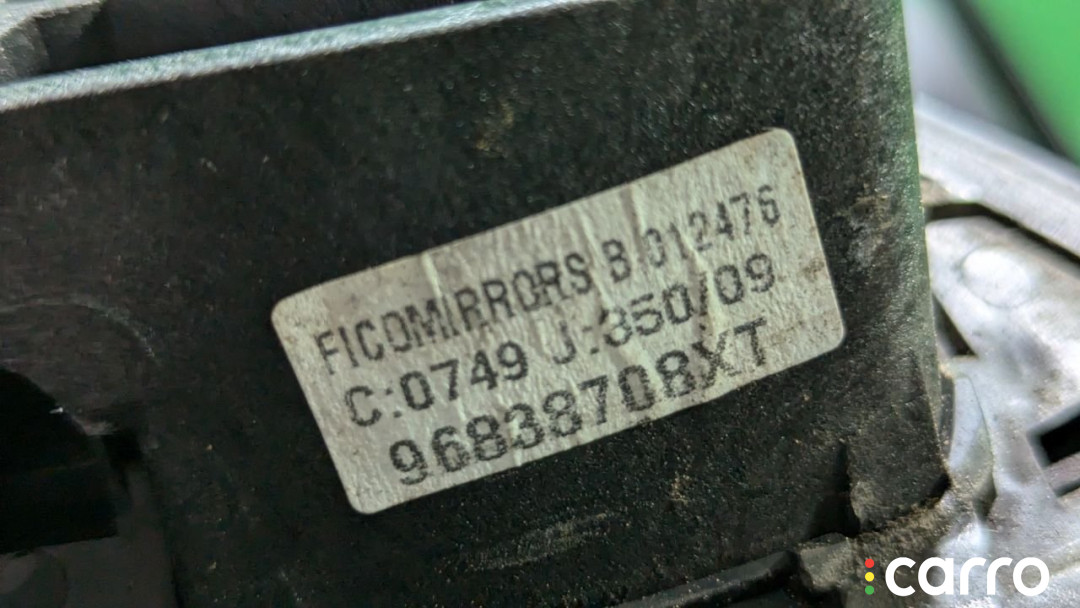 FICOMIRRORS B.012476
C:0749 J:350/09
96838708XT
carro